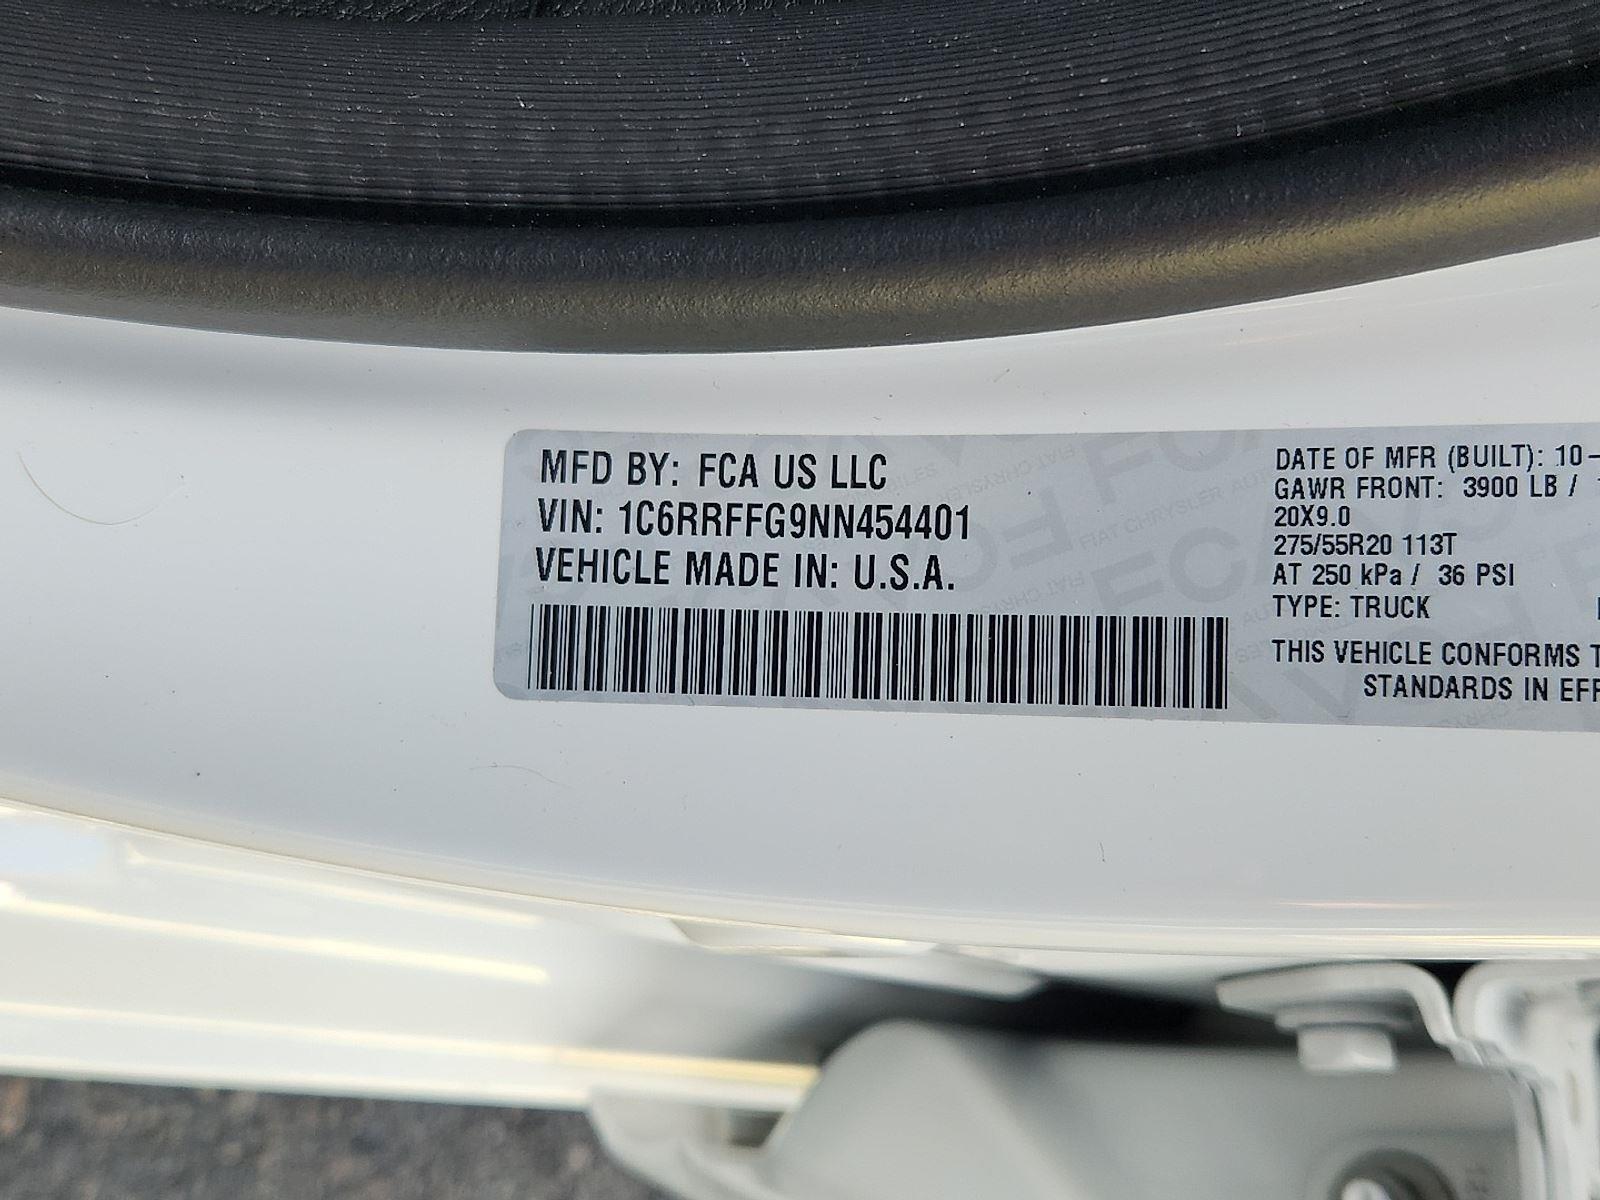 MFD BY: FCA US LLC
VIN: 1C6RRFFG9NN454401
VEHICLE MADE IN: U.S.A.
DATE OF MFR (BUILT): 10-
GAWR FRONT: 3900 LB /
20X9.0
275/55R20 113T
AT 250 kPa / 36 PSI
TYPE: TRUCK
THIS VEHICLE CONFORMS T
STANDARDS IN EFF